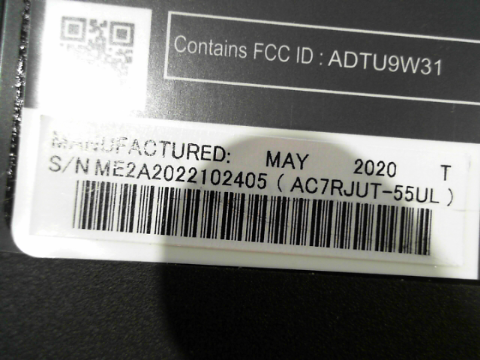 Contains FCC ID : ADTU9W31
MANUFACTURED: MAY 2020 T
S/N ME2A2022102405 ( AC7RJUT-55UL )